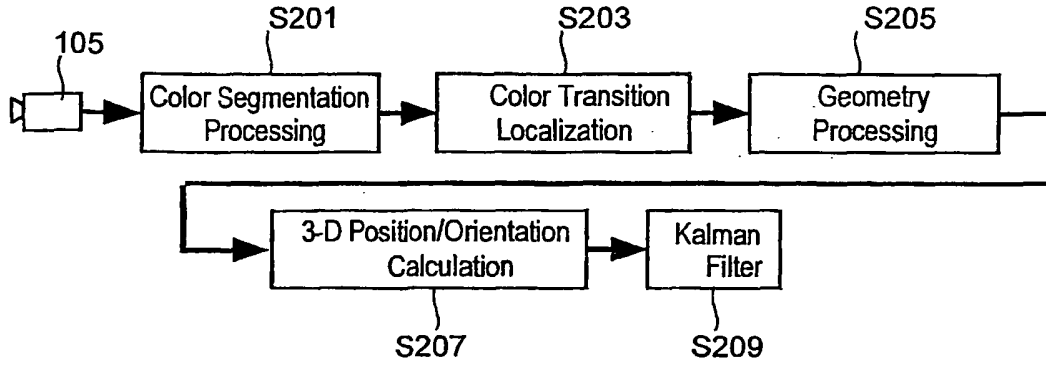 S201
S203
S205
105
Color Segmentation
Processing
Color Transition
Localization
Geometry
Processing
3-D Position/Orientation
Calculation
Kalman
Filter
S207
S209